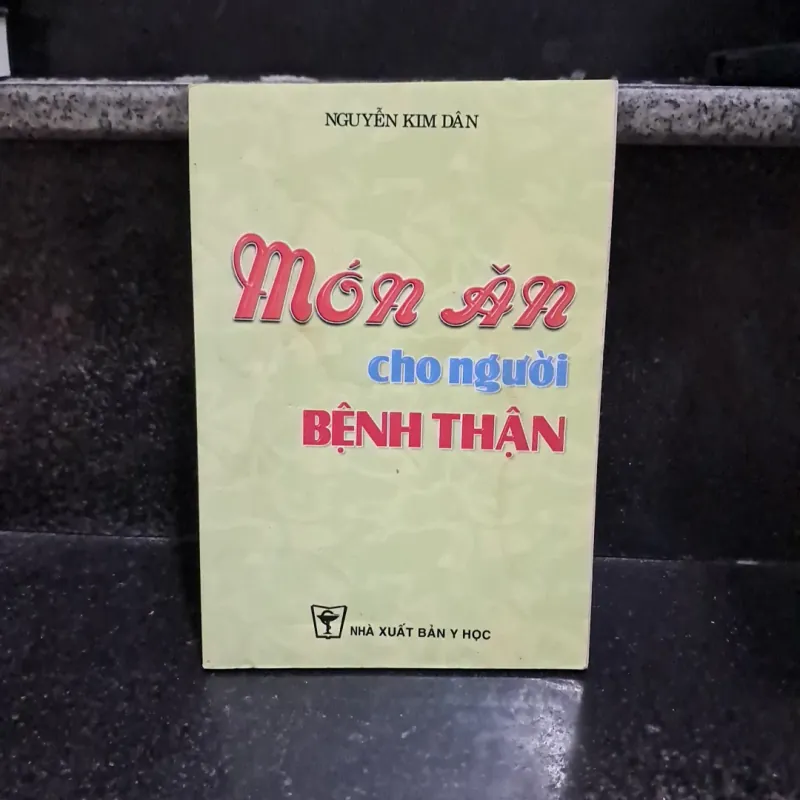 NGUYỄN KIM DÂN
Món Ăn
cho người
BỆNH THẬN
NHÀ XUẤT BẢN Y HỌC